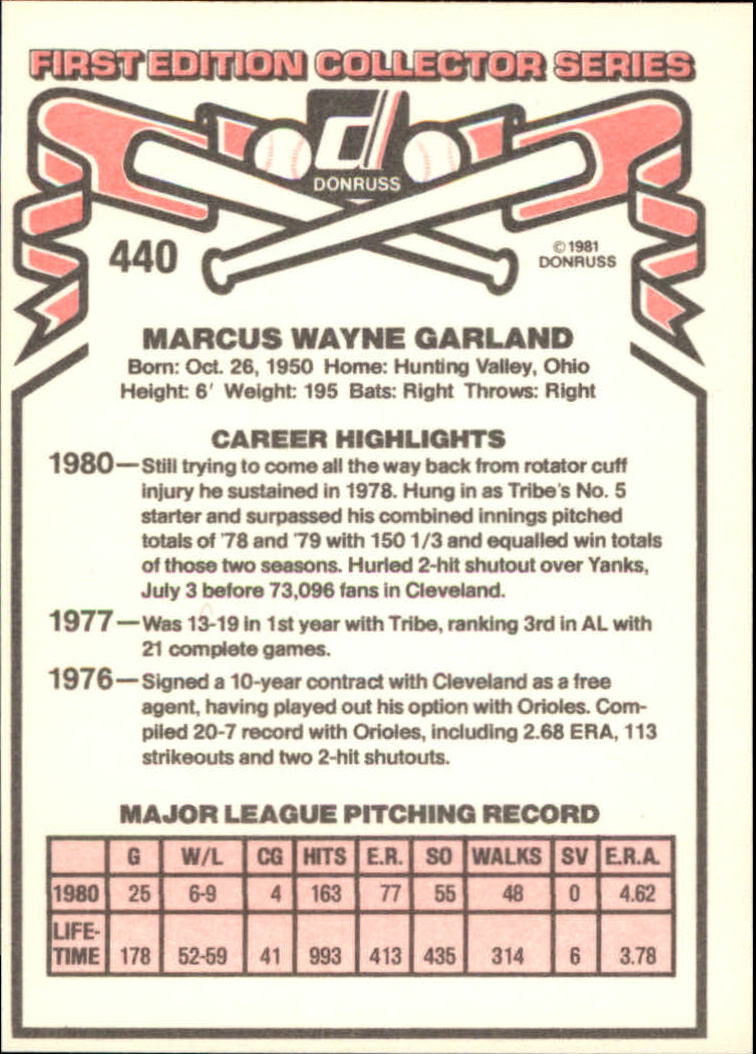 FIRST EDITION COLLECTOR SERIES
d
DONRUSS
440
© 1981
DONRUSS
MARCUS WAYNE GARLAND
Born: Oct. 26, 1950 Home: Hunting Valley, Ohio
Height: 6' Weight: 195 Bats: Right Throws: Right
CAREER HIGHLIGHTS
1980—Still trying to come all the way back from rotator cuff
injury he sustained in 1978. Hung in as Tribe's No. 5
starter and surpassed his combined innings pitched
totals of '78 and '79 with 150 1/3 and equalled win totals
of those two seasons. Hurled 2-hit shutout over Yanks,
July 3 before 73,096 fans in Cleveland.
1977—Was 13-19 in 1st year with Tribe, ranking 3rd in AL with
21 complete games.
1976—Signed a 10-year contract with Cleveland as a free
agent, having played out his option with Orioles. Com-
piled 20-7 record with Orioles, including 2.68 ERA, 113
strikeouts and two 2-hit shutouts.
MAJOR LEAGUE PITCHING RECORD
G W/L CG HITS E.R. SO WALKS SV E.R.A.
1980 25 6-9 4 163 77 55 48 0 4.62
LIFE-
TIME 178 52-59 41 993 413 435 314 6 3.78